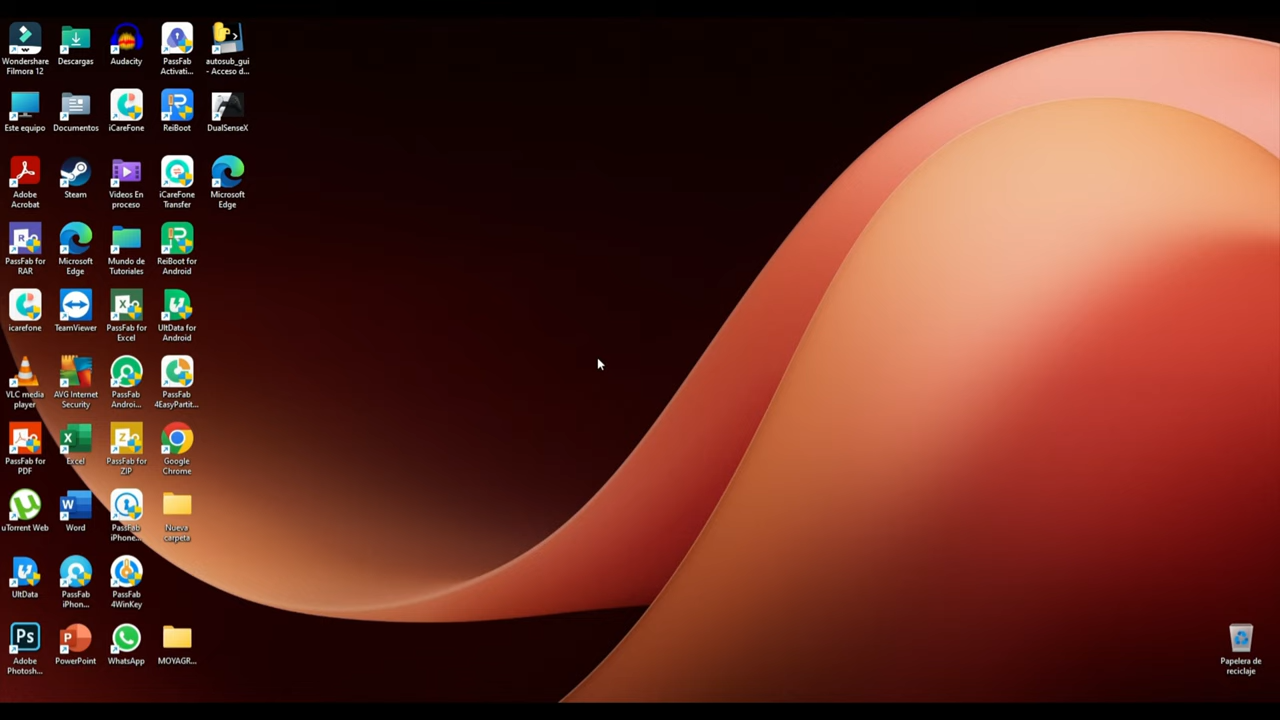 Wondershare
Filmora 12
Descargas
Audacity
PassFab
Activati...
autosub_gui
- Acceso d...
Este equipo
Documentos
iCareFone
ReiBoot
DualSenseX
Adobe
Acrobat
Steam
Videos En
proceso
iCareFone
Transfer
Microsoft
Edge
PassFab for
RAR
Microsoft
Edge
Mundo de
Tutoriales
ReiBoot for
Android
icarefone
TeamViewer
PassFab for
Excel
UltData for
Android
VLC media
player
AVG Internet
Security
PassFab
Androi...
PassFab
4EasyPartit...
PassFab for
PDF
Excel
PassFab for
ZIP
Google
Chrome
uTorrent Web
Word
PassFab
iPhone...
Nueva
carpeta
UltData
PassFab
iPhon...
PassFab
4WinKey
Ps
Adobe
Photosh...
PowerPoint
WhatsApp
MOYAGR...
Papelera de
reciclaje